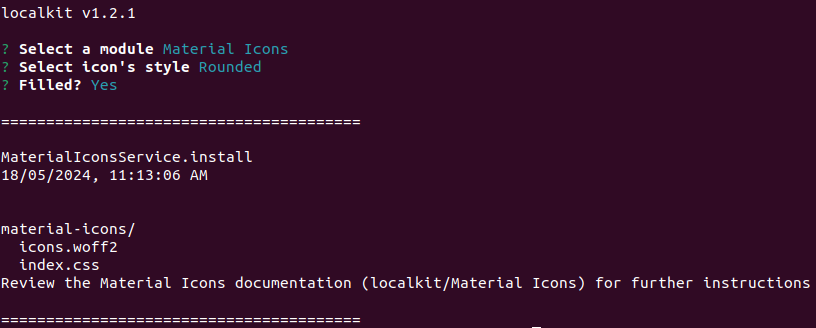 localkit v1.2.1
? Select a module Material Icons
? Select icon's style Rounded
? Filled? Yes
========================================
MaterialIconsService.install
18/05/2024, 11:13:06 AM
material-icons/
  icons.woff2
  index.css
Review the Material Icons documentation (localkit/Material Icons) for further instructions
========================================